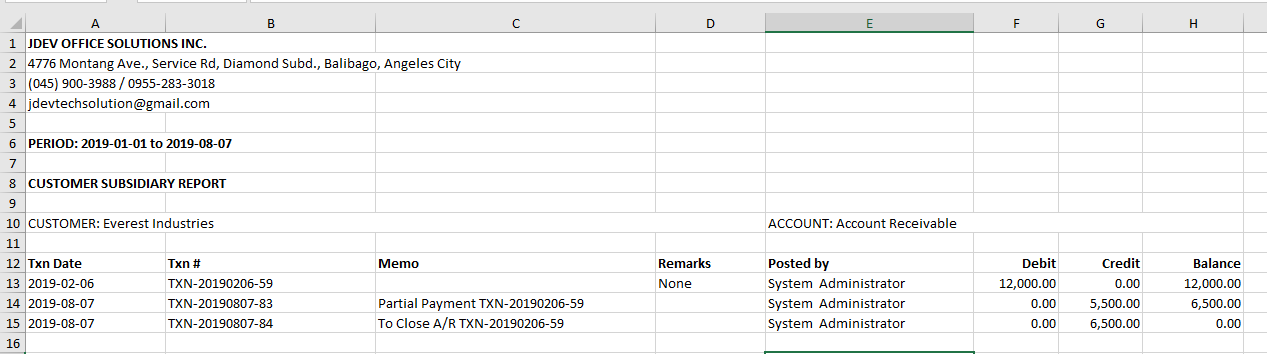 A B C D E F G H
1 JDEV OFFICE SOLUTIONS INC.
2 4776 Montang Ave., Service Rd, Diamond Subd., Balibago, Angeles City
3 (045) 900-3988 / 0955-283-3018
4 jdevtechsolution@gmail.com
5
6 PERIOD: 2019-01-01 to 2019-08-07
7
8 CUSTOMER SUBSIDIARY REPORT
9
10 CUSTOMER: Everest Industries ACCOUNT: Account Receivable
11
12 Txn Date Txn # Memo Remarks Posted by Debit Credit Balance
13 2019-02-06 TXN-20190206-59 None System Administrator 12,000.00 0.00 12,000.00
14 2019-08-07 TXN-20190807-83 Partial Payment TXN-20190206-59 System Administrator 0.00 5,500.00 6,500.00
15 2019-08-07 TXN-20190807-84 To Close A/R TXN-20190206-59 System Administrator 0.00 6,500.00 0.00
16